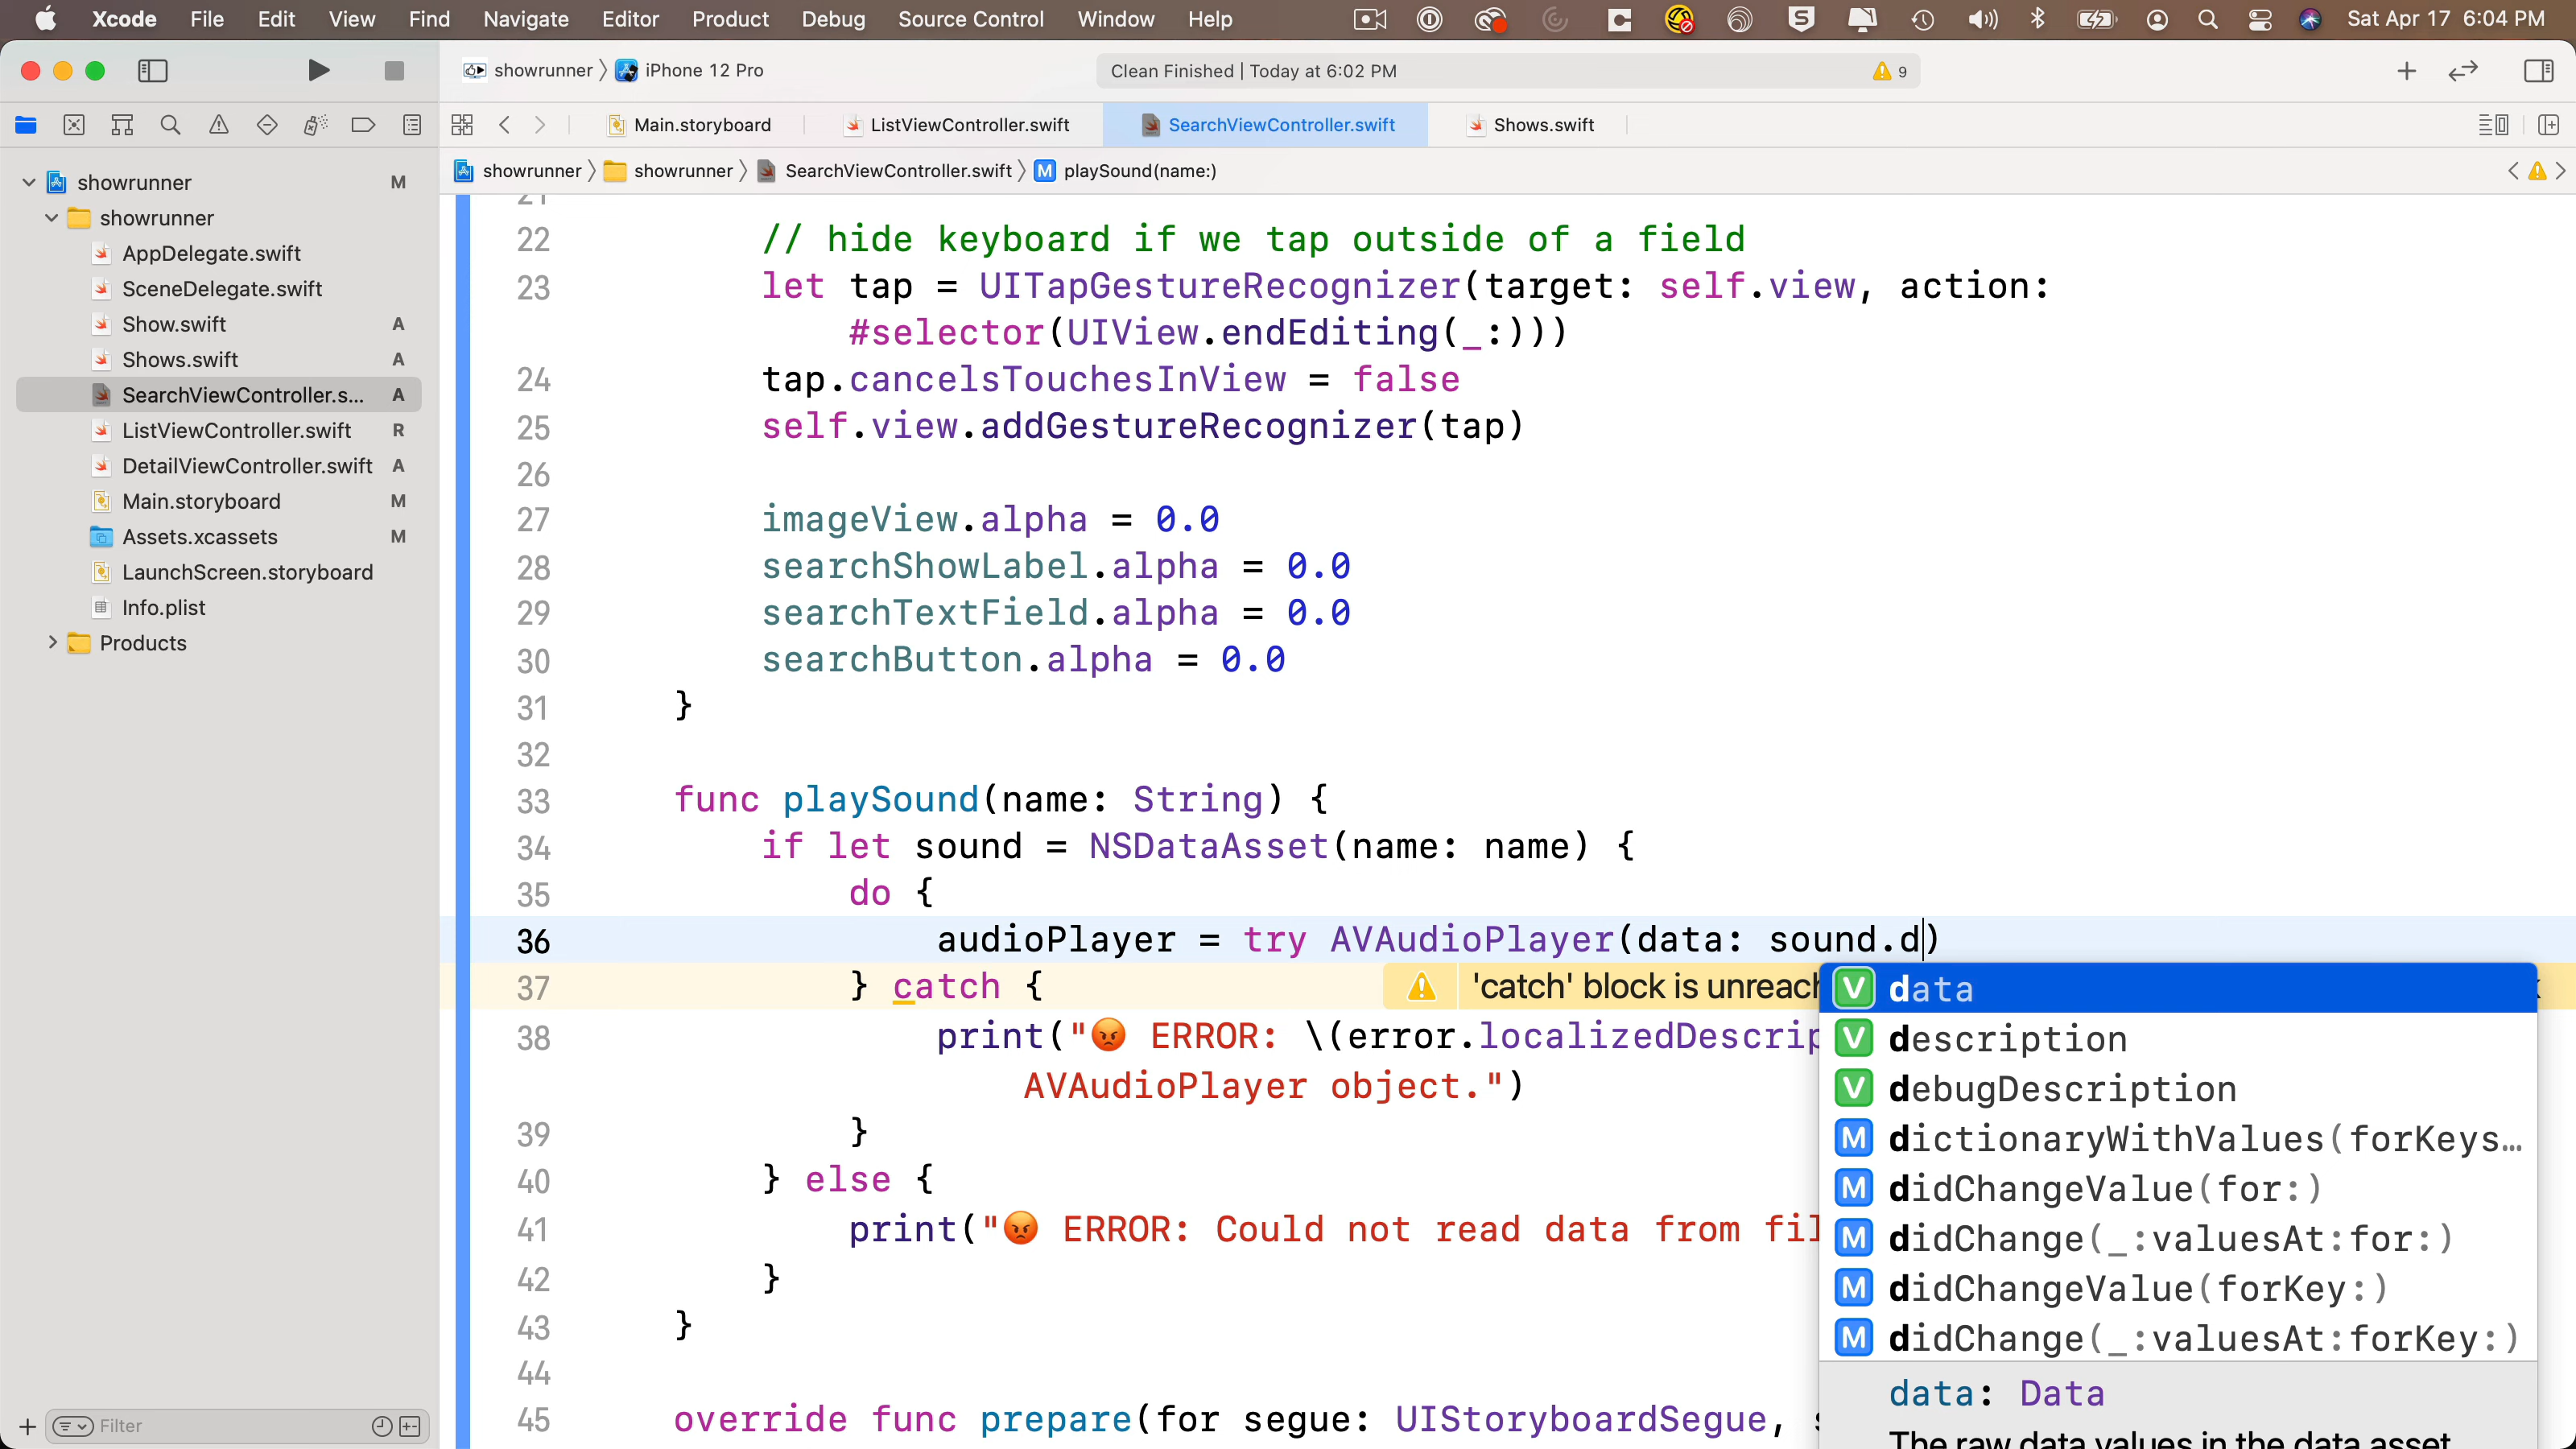 Xcode File Edit View Find Navigate Editor Product Debug Source Control Window Help Sat Apr 17 6:04 PM
showrunner iPhone 12 Pro Clean Finished | Today at 6:02 PM 9
Main.storyboard ListViewController.swift SearchViewController.swift Shows.swift
showrunner showrunner SearchViewController.swift M playSound(name:)
showrunner M
showrunner
AppDelegate.swift
SceneDelegate.swift
Show.swift A
Shows.swift A
SearchViewController.s... A
ListViewController.swift R
DetailViewController.swift A
Main.storyboard M
Assets.xcassets M
LaunchScreen.storyboard
Info.plist
Products
Filter
21
22 // hide keyboard if we tap outside of a field
23 let tap = UITapGestureRecognizer(target: self.view, action:
#selector(UIView.endEditing(_:)))
24 tap.cancelsTouchesInView = false
25 self.view.addGestureRecognizer(tap)
26
27 imageView.alpha = 0.0
28 searchShowLabel.alpha = 0.0
29 searchTextField.alpha = 0.0
30 searchButton.alpha = 0.0
31 }
32
33 func playSound(name: String) {
34 if let sound = NSDataAsset(name: name) {
35 do {
36 audioPlayer = try AVAudioPlayer(data: sound.d)
37 } catch { 'catch' block is unreach
38 print("😡 ERROR: \(error.localizedDescrip
AVAudioPlayer object.")
39 }
40 } else {
41 print("😡 ERROR: Could not read data from fil
42 }
43 }
44
45 override func prepare(for segue: UIStoryboardSegue, s
V data
V description
V debugDescription
M dictionaryWithValues(forKeys...
M didChangeValue(for:)
M didChange(_:valuesAt:for:)
M didChangeValue(forKey:)
M didChange(_:valuesAt:forKey:)
data: Data
The raw data values in the data asset